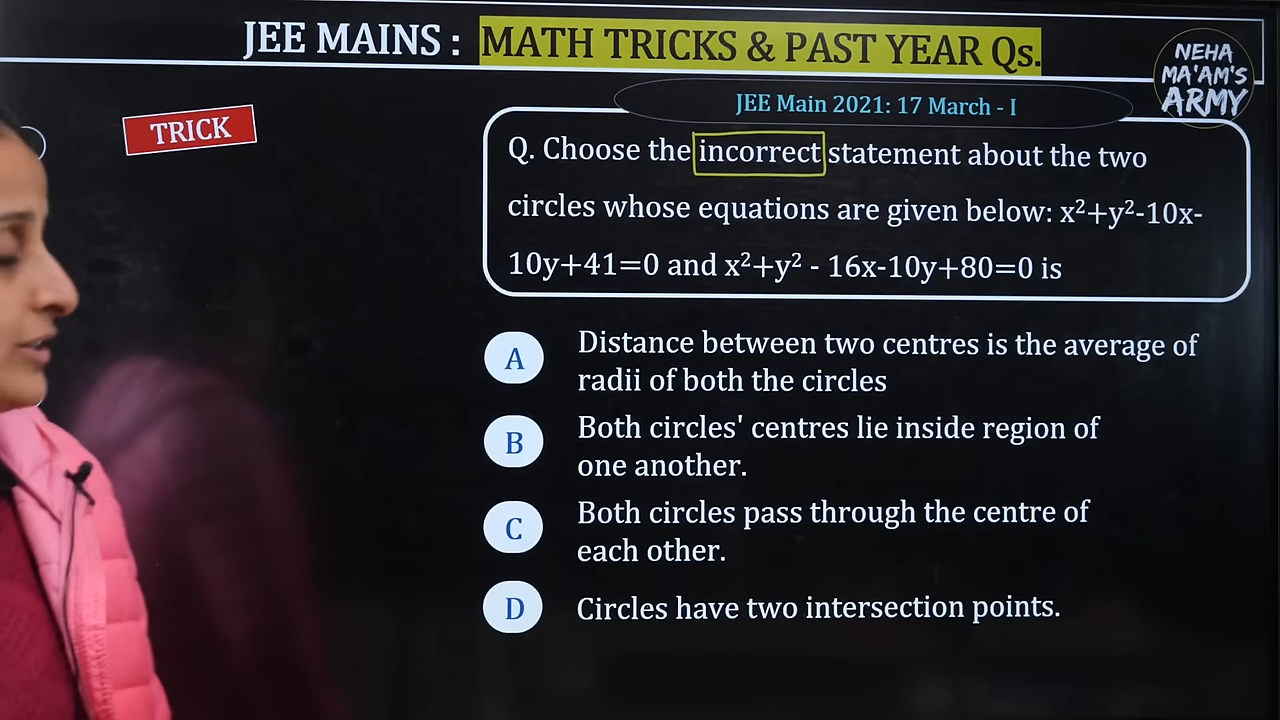 JEE MAINS : MATH TRICKS & PAST YEAR Qs.
NEHA
MA'AM'S
ARMY
JEE Main 2021: 17 March - I
TRICK
Q. Choose the incorrect statement about the two
circles whose equations are given below: x²+y²-10x-
10y+41=0 and x²+y² - 16x-10y+80=0 is
A Distance between two centres is the average of
radii of both the circles
B Both circles' centres lie inside region of
one another.
C Both circles pass through the centre of
each other.
D Circles have two intersection points.